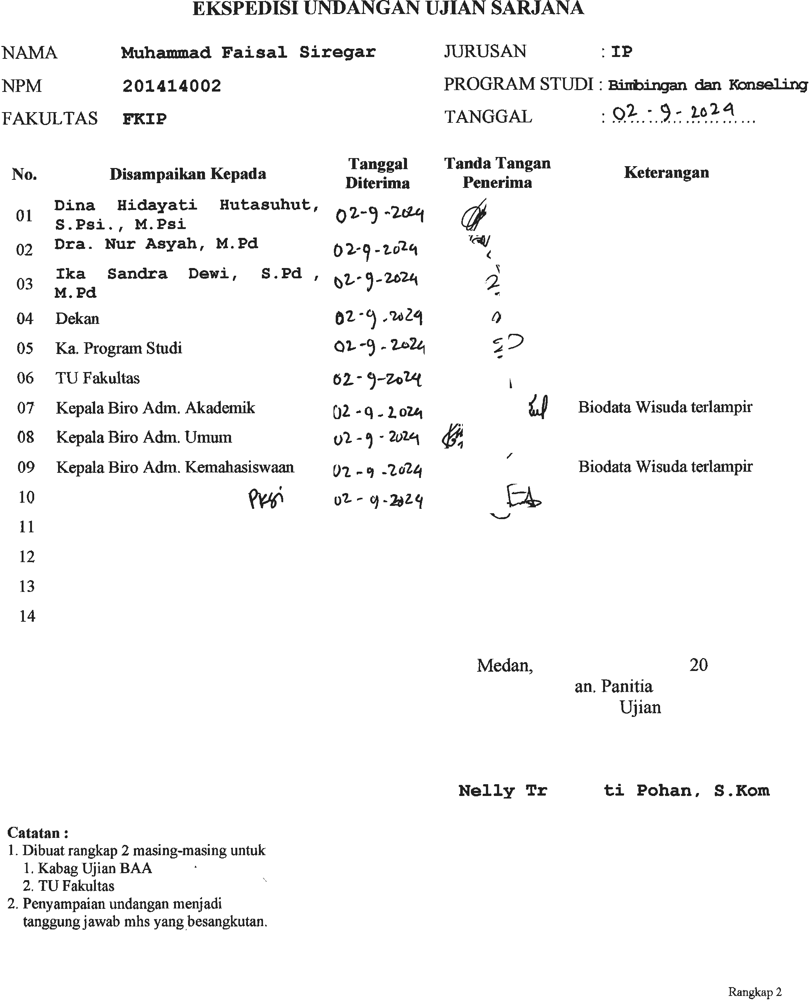 EKSPEDISI UNDANGAN UJIAN SARJANA
NAMA Muhammad Faisal Siregar JURUSAN : IP
NPM 201414002 PROGRAM STUDI : Bimbingan dan Konseling
FAKULTAS FKIP TANGGAL : 02 - 9 - 2024
No. Disampaikan Kepada Tanggal Diterima Tanda Tangan Penerima Keterangan
01 Dina Hidayati Hutasuhut, 02-9-2024
S.Psi., M.Psi
02 Dra. Nur Asyah, M.Pd 02-9-2024
03 Ika Sandra Dewi, S.Pd , 02-9-2024
M.Pd
04 Dekan 02-9-2024
05 Ka. Program Studi 02-9-2024
06 TU Fakultas 02-9-2024
07 Kepala Biro Adm. Akademik 02-9-2024 Biodata Wisuda terlampir
08 Kepala Biro Adm. Umum 02-9-2024
09 Kepala Biro Adm. Kemahasiswaan 02-9-2024 Biodata Wisuda terlampir
10 02-9-2024
11
12
13
14
Medan, 20
an. Panitia
Ujian
Nelly Tr ti Pohan, S.Kom
Catatan :
1. Dibuat rangkap 2 masing-masing untuk
1. Kabag Ujian BAA
2. TU Fakultas
2. Penyampaian undangan menjadi
tanggung jawab mhs yang besangkutan.
Rangkap 2